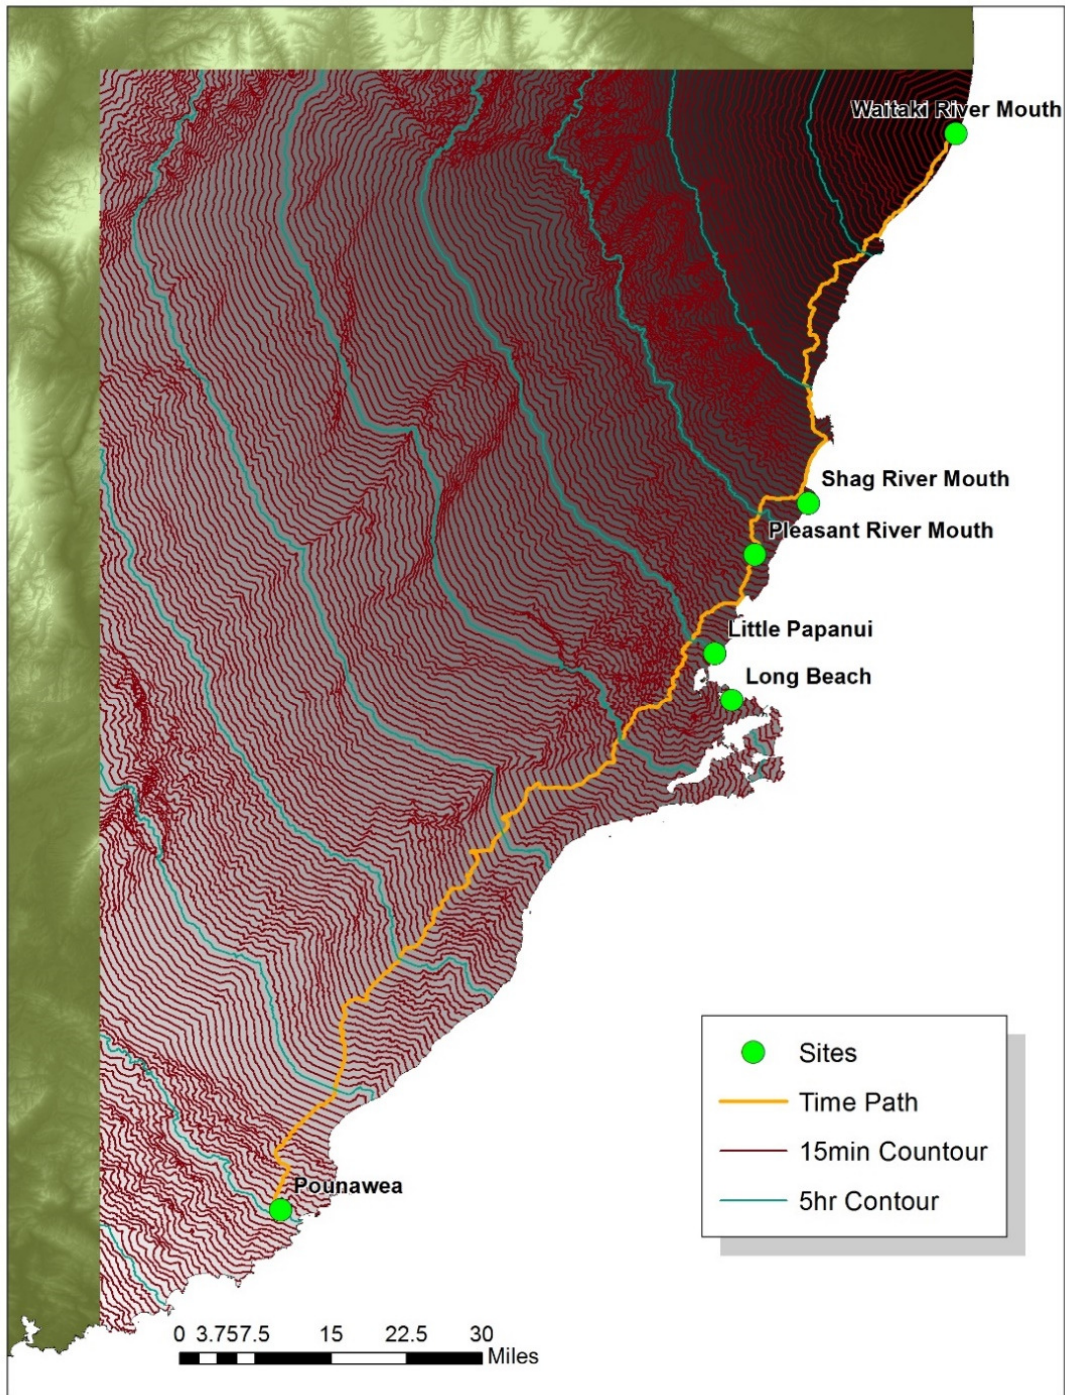 Waitaki River Mouth
Shag River Mouth
Pleasant River Mouth
Little Papanui
Long Beach
Pounawea
Sites
Time Path
15min Countour
5hr Contour
0 3.757.5 15 22.5 30
Miles